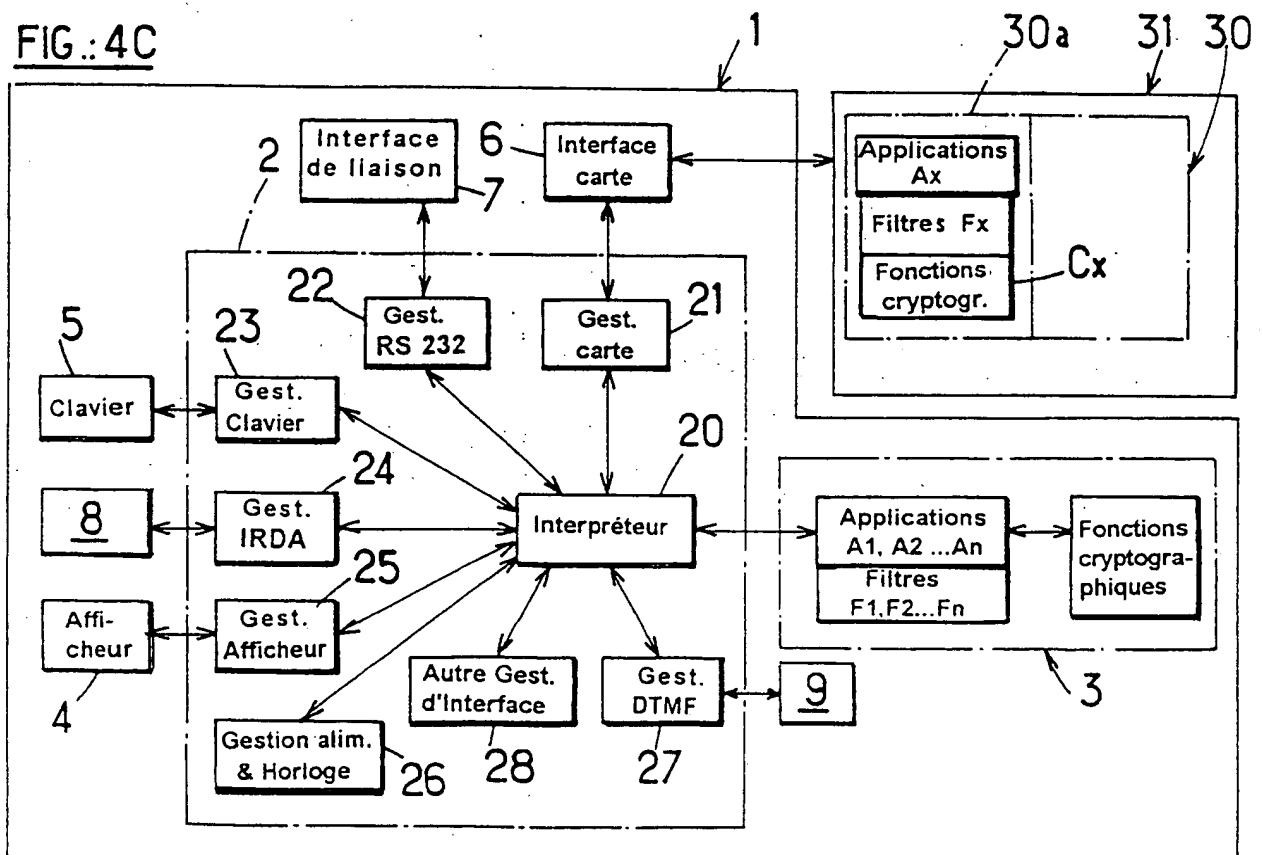 FIG.: 4C
1
30a
31
30
2
Interface
de liaison
7
6
Interface
carte
Applications
Ax
Filtres Fx
Fonctions
cryptogr.
Cx
22
Gest.
RS 232
21
Gest.
carte
5
Clavier
23
Gest.
Clavier
20
Interpréteur
8
24
Gest.
IRDA
Applications
A1, A2 ...An
Filtres
F1,F2...Fn
Fonctions
cryptogra-
phiques
3
25
Gest.
Afficheur
Affi-
cheur
4
Autre Gest.
d'Interface
28
Gest.
DTMF
27
9
Gestion alim.
& Horloge
26